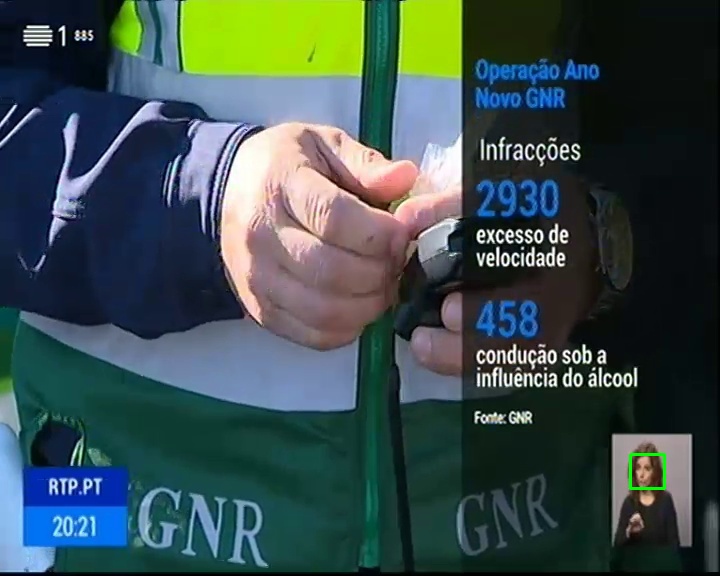 1 885
Operação Ano
Novo GNR
Infracções
2930
excesso de
velocidade
458
condução sob a
influência do álcool
Fonte: GNR
RTP.PT
20:21
GNR
GNR